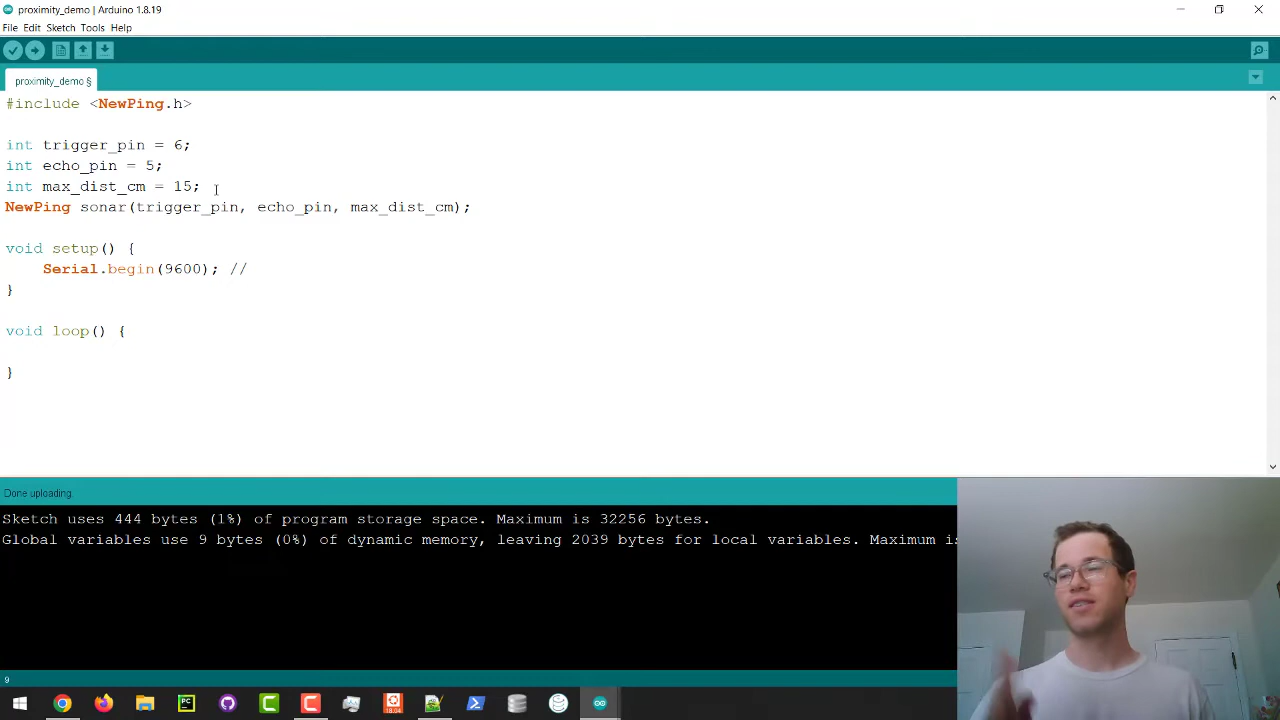 proximity_demo | Arduino 1.8.19
File Edit Sketch Tools Help
proximity_demo §
#include <NewPing.h>
int trigger_pin = 6;
int echo_pin = 5;
int max_dist_cm = 15;
NewPing sonar(trigger_pin, echo_pin, max_dist_cm);
void setup() {
Serial.begin(9600); //
}
void loop() {
}
Done uploading.
Sketch uses 444 bytes (1%) of program storage space. Maximum is 32256 bytes.
Global variables use 9 bytes (0%) of dynamic memory, leaving 2039 bytes for local variables. Maximum is
9
PC
18.04